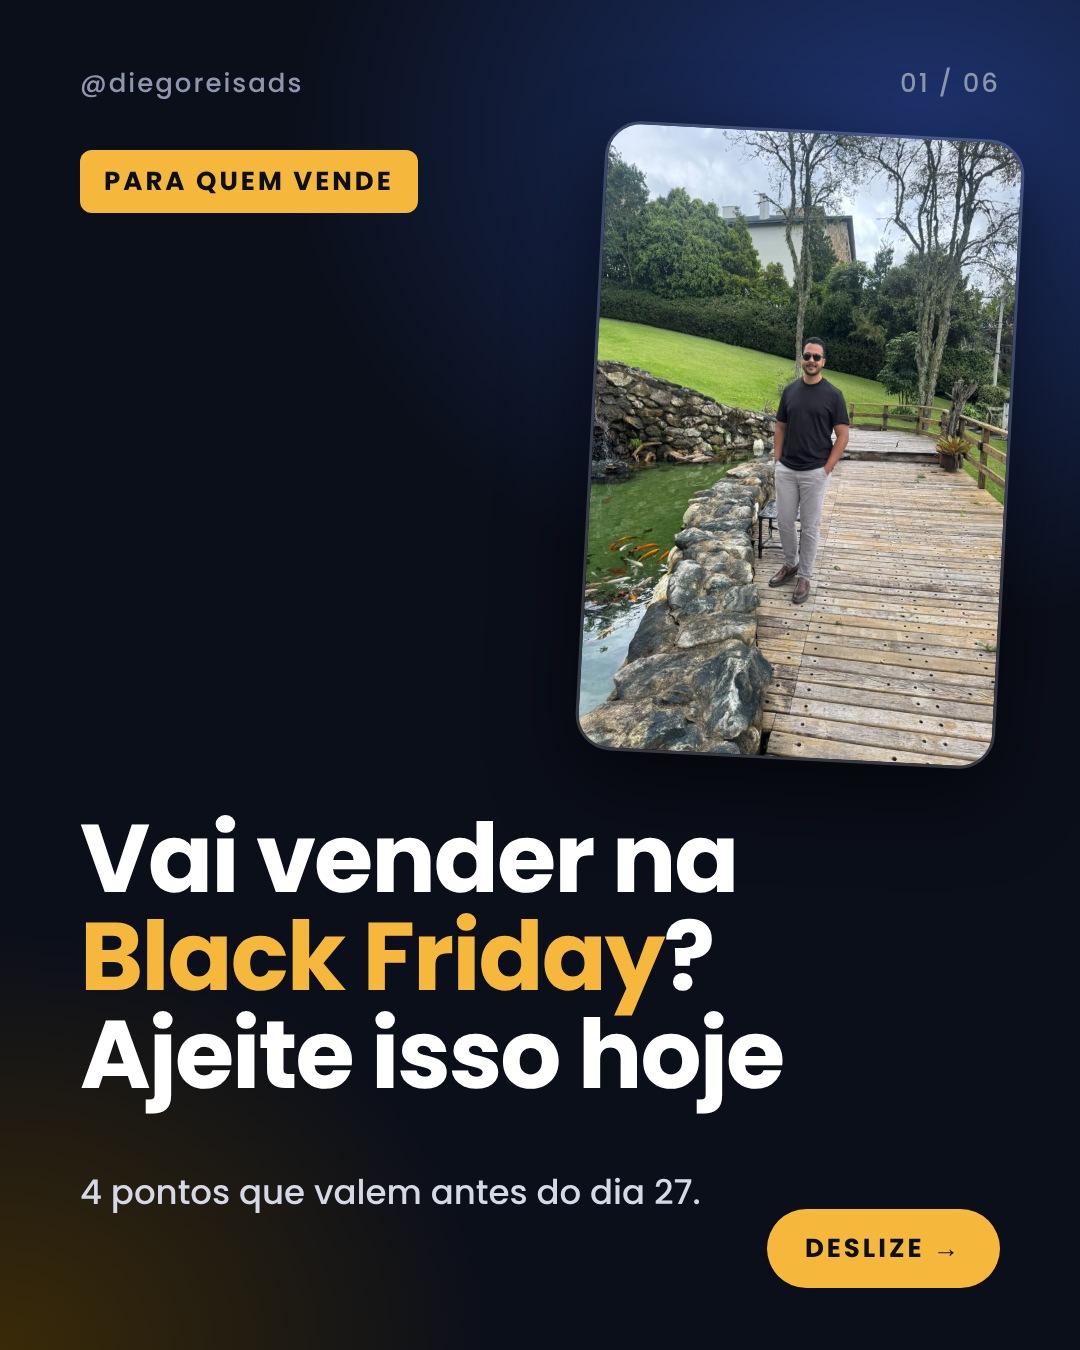 @diegoreisads
01 / 06
PARA QUEM VENDE
Vai vender na
Black Friday?
Ajeite isso hoje
4 pontos que valem antes do dia 27.
DESLIZE →